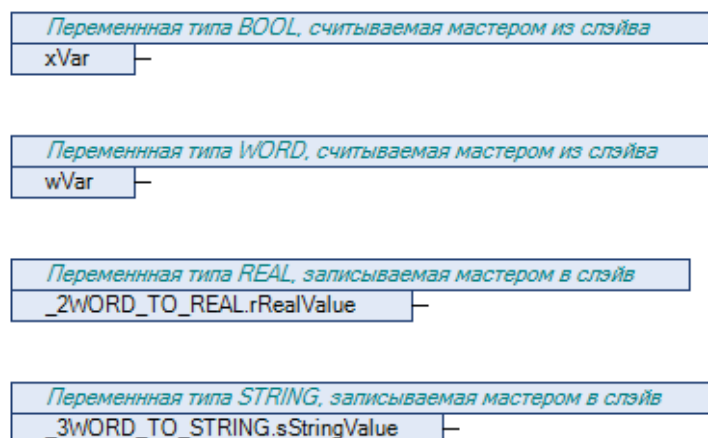 Переменнная типа BOOL, считываемая мастером из слэйва
xVar
Переменнная типа WORD, считываемая мастером из слэйва
wVar
Переменнная типа REAL, записываемая мастером в слэйв
_2WORD_TO_REAL.rRealValue
Переменнная типа STRING, записываемая мастером в слэйв
_3WORD_TO_STRING.sStringValue